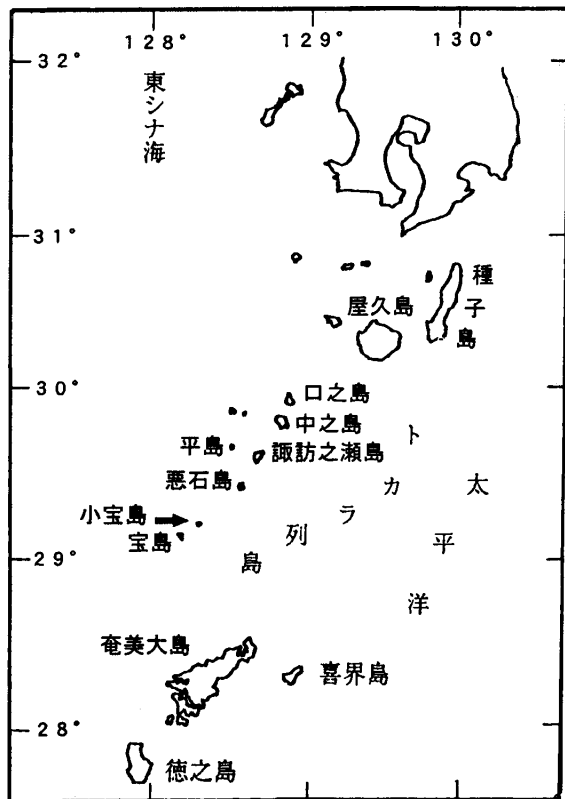 128° 129° 130°
32°
東シナ海
31°
種子島
屋久島
30°
口之島
中之島
平島
諏訪之瀬島
悪石島
小宝島
宝島
トカラ列島
太平洋
29°
奄美大島
喜界島
28°
徳之島